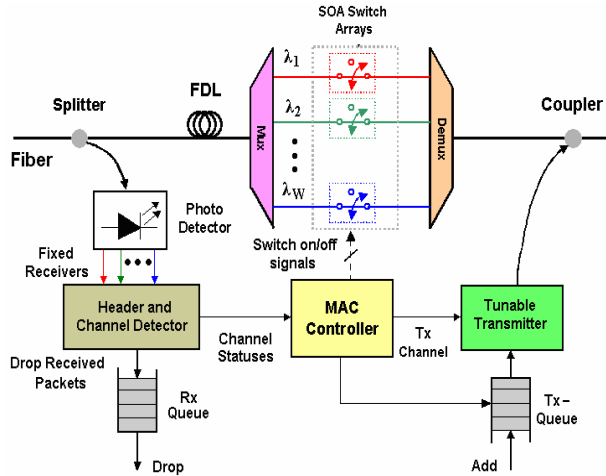 SOA Switch
Arrays
λ1
Splitter
FDL
λ2
Coupler
Mux
Demux
Fiber
λW
Photo
Detector
Switch on/off
signals
Fixed
Receivers
Header and
Channel Detector
MAC
Controller
Tunable
Transmitter
Channel
Statuses
Tx
Channel
Drop Received
Packets
Rx
Queue
Tx –
Queue
Drop
Add